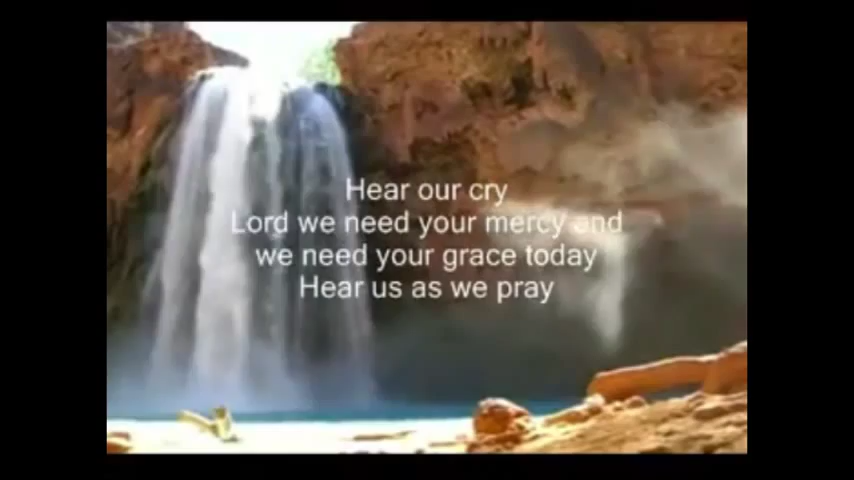 Hear our cry
Lord we need your mercy and
we need your grace today
Hear us as we pray